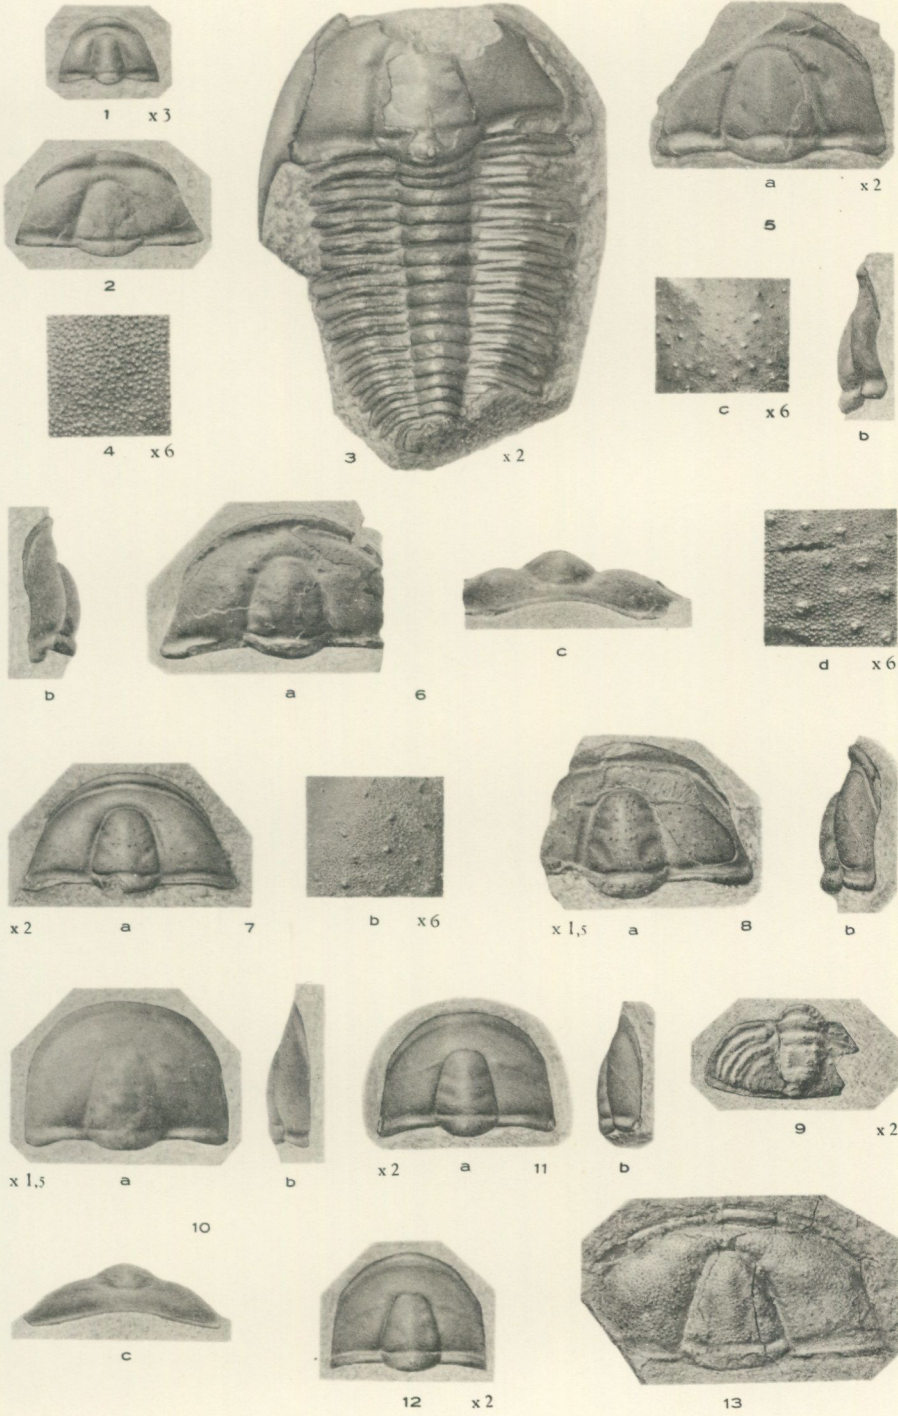 1 x 3
2
4 x 6
3 x 2
a x 2
5
c x 6
b
b a 6
c
d x 6
x 2 a 7
b x 6
x 1,5 a 8
b
x 1,5 a
b
10
c
x 2 a 11
b
9 x 2
12 x 2
13